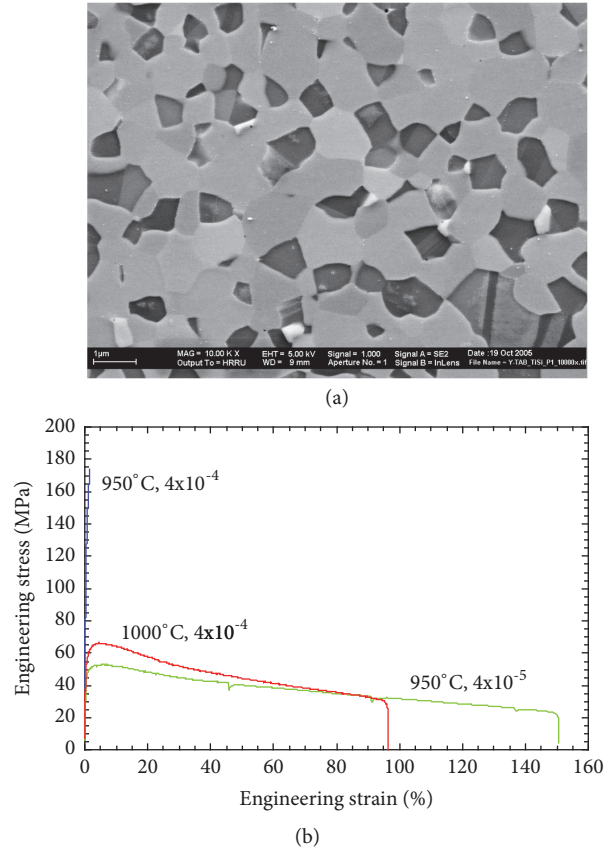 1µm
MAG = 10.00 K X EHT = 5.00 kV Signal = 1.000 Signal A = SE2 Date :19 Oct 2005
Output To = HRRU WD = 9 mm Aperture No. = 1 Signal B = InLens File Name = Y-TAB_TiSi_P1_10000x.tif
(a)
200
180
160
140
120
100
80
60
40
20
0
Engineering stress (MPa)
950°C, 4x10⁻⁴
1000°C, 4x10⁻⁴
950°C, 4x10⁻⁵
0 20 40 60 80 100 120 140 160
Engineering strain (%)
(b)